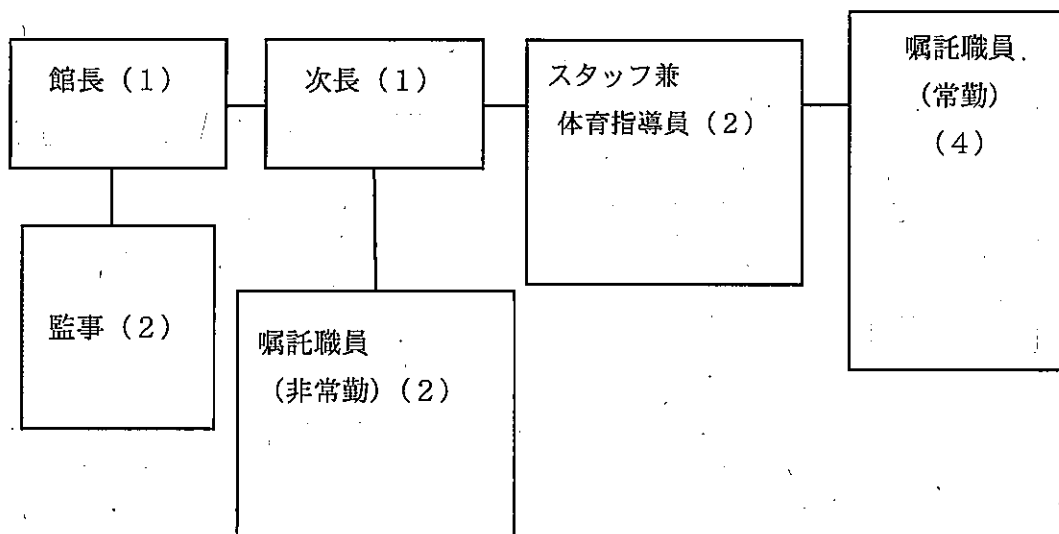 館長（1）
次長（1）
スタッフ兼
体育指導員（2）
嘱託職員
（常勤）
（4）
監事（2）
嘱託職員
（非常勤）（2）